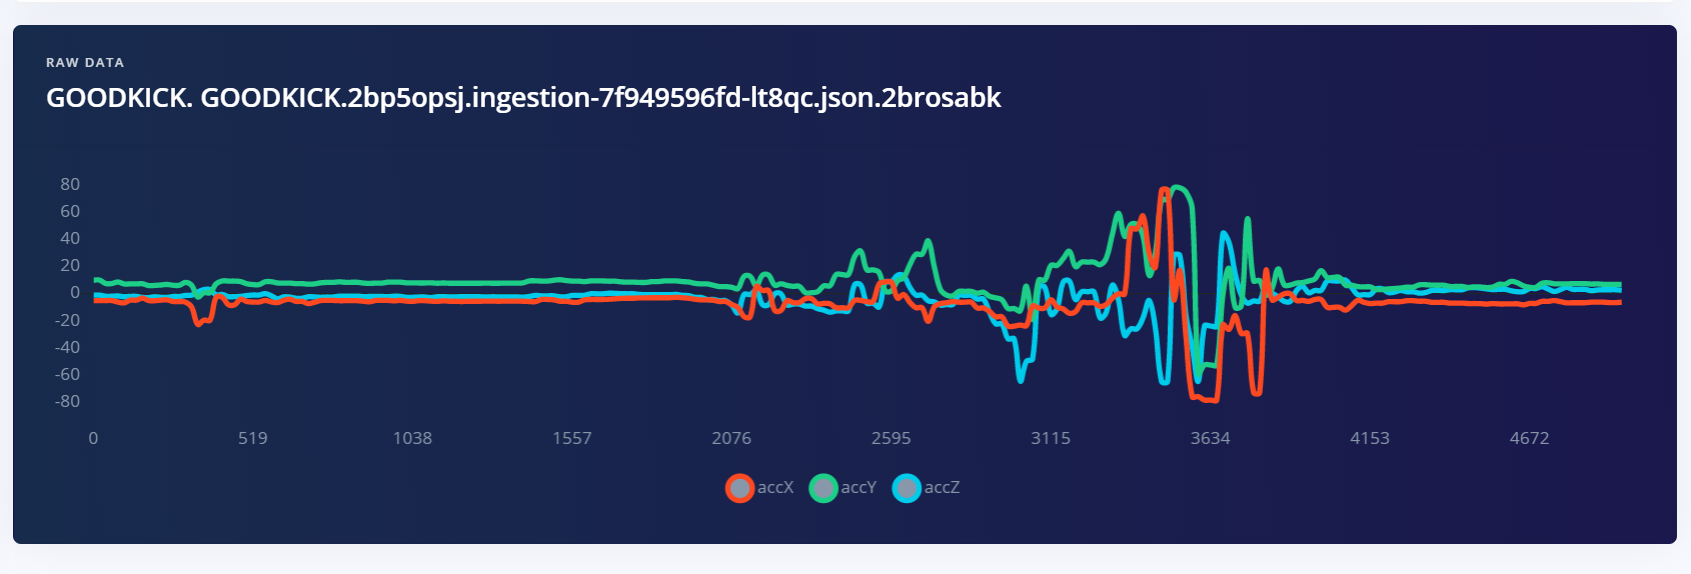 RAW DATA
GOODKICK. GOODKICK.2bp5opsj.ingestion-7f949596fd-lt8qc.json.2brosabk
80
60
40
20
0
-20
-40
-60
-80
0 519 1038 1557 2076 2595 3115 3634 4153 4672
accX accY accZ